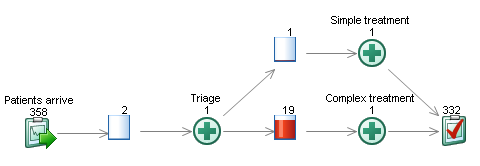 Simple treatment
1
1
Patients arrive
358
2
Triage
1
19
Complex treatment
1
332